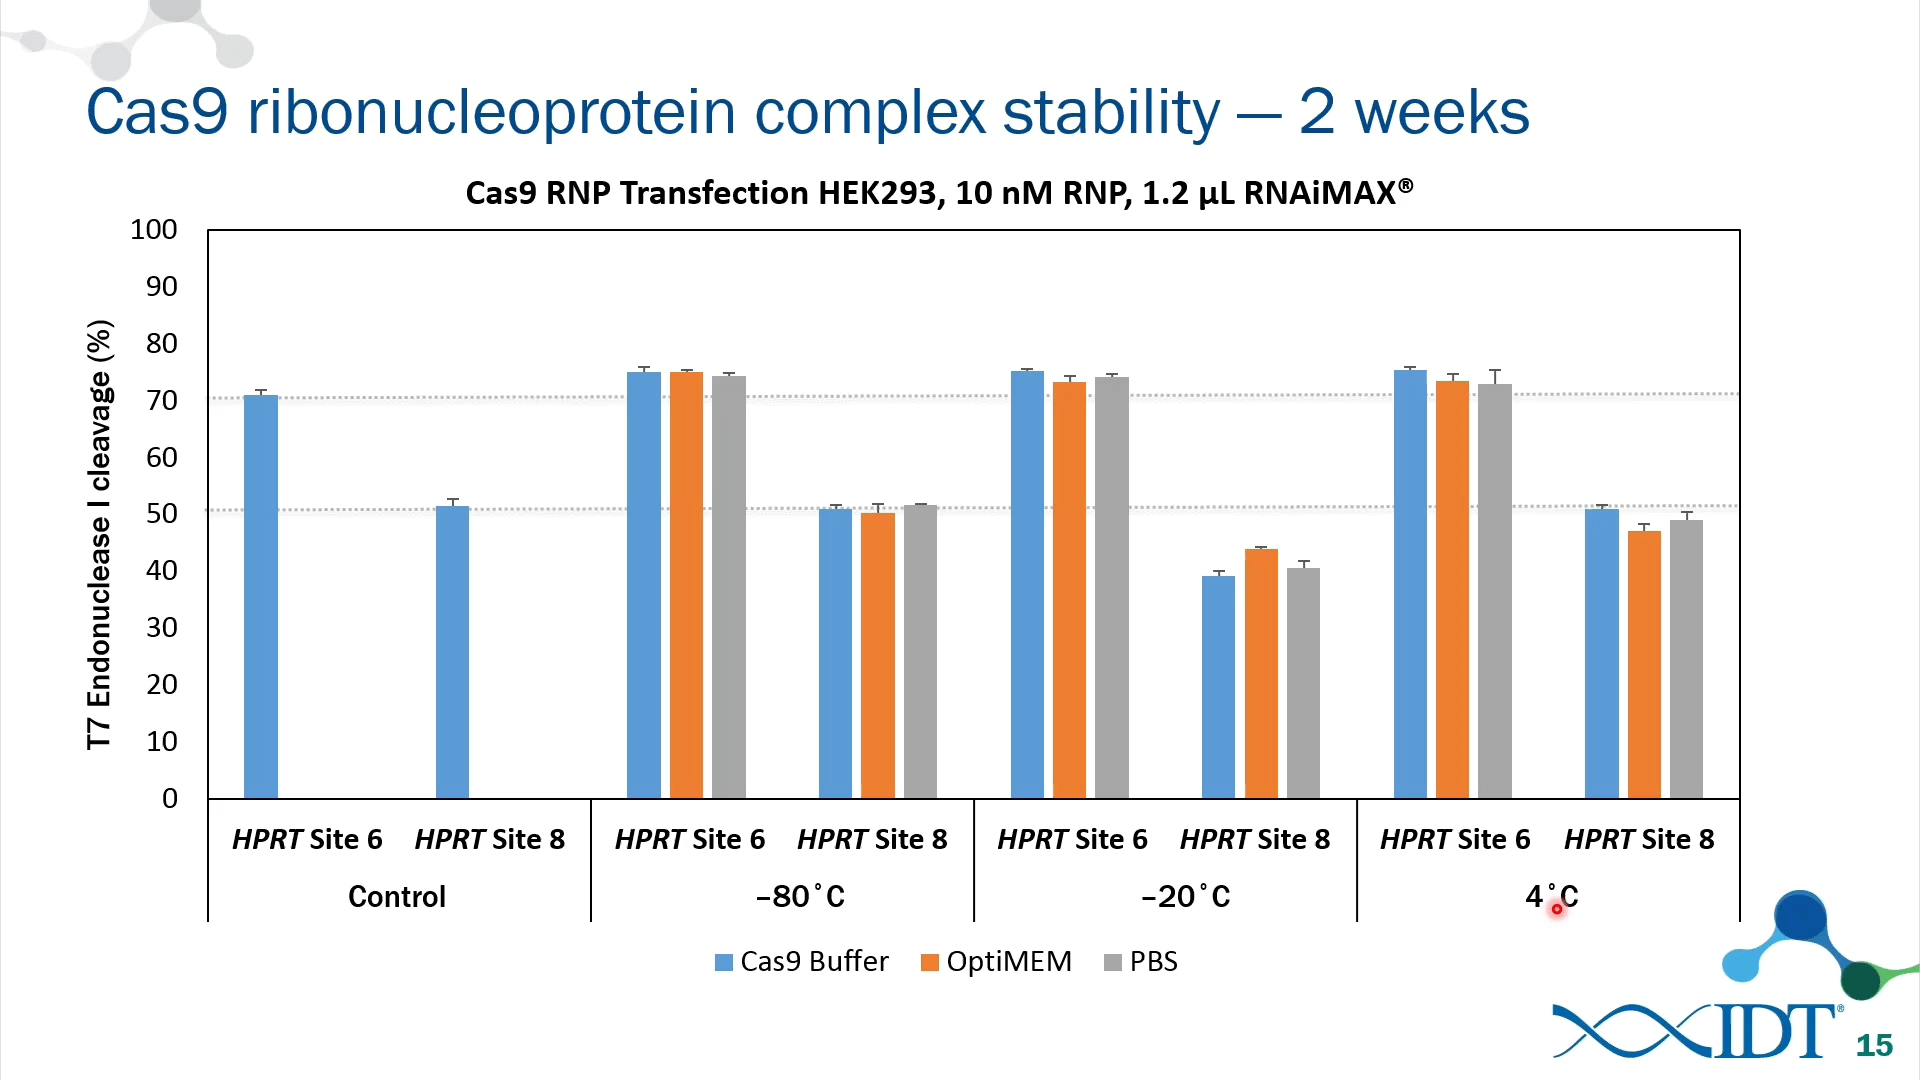 Cas9 ribonucleoprotein complex stability — 2 weeks
Cas9 RNP Transfection HEK293, 10 nM RNP, 1.2 µL RNAiMAX®
T7 Endonuclease I cleavage (%)
100
90
80
70
60
50
40
30
20
10
0
HPRT Site 6 HPRT Site 8 HPRT Site 6 HPRT Site 8 HPRT Site 6 HPRT Site 8 HPRT Site 6 HPRT Site 8
Control –80˚C –20˚C 4˚C
Cas9 Buffer OptiMEM PBS
IDT®
15